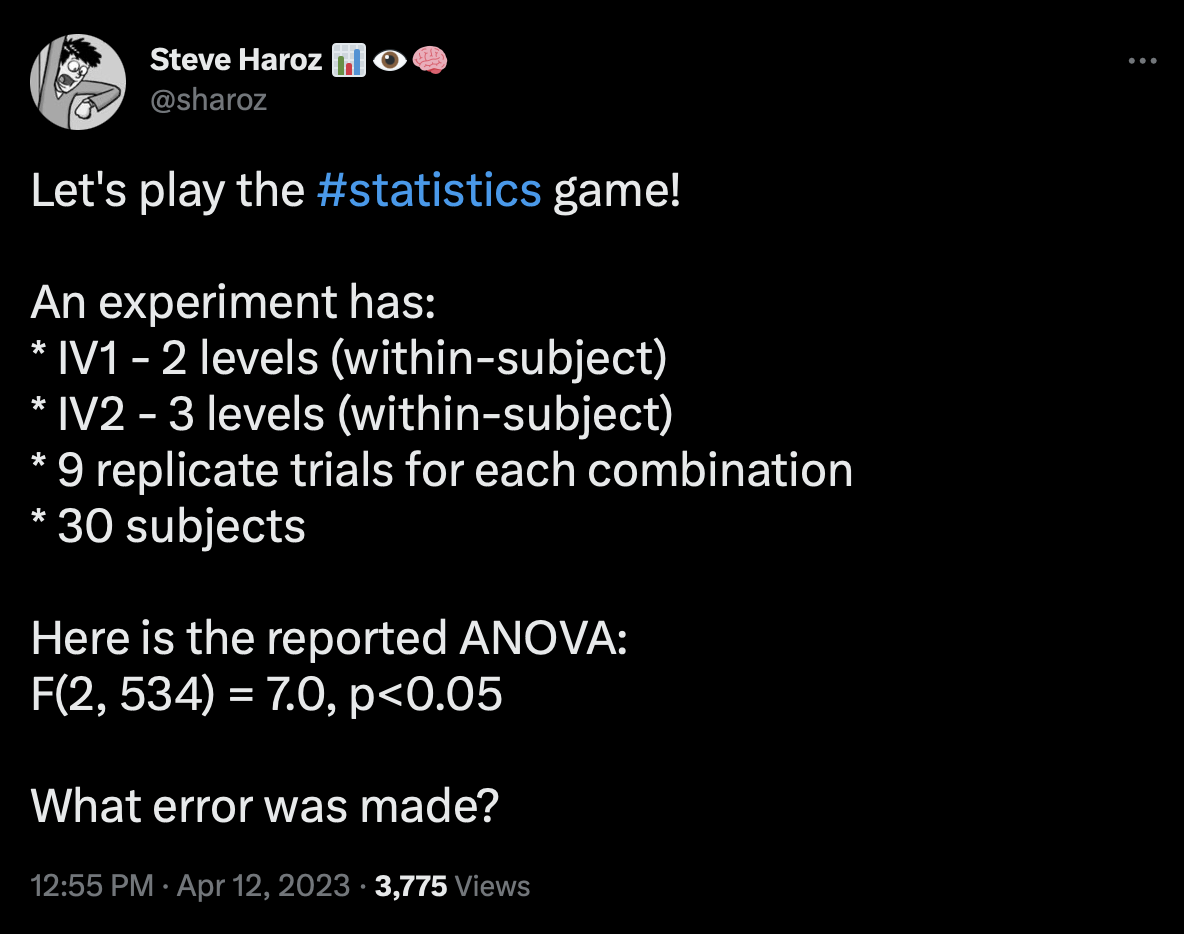 Steve Haroz 📊👁️🧠
@sharoz
Let's play the #statistics game!
An experiment has:
* IV1 - 2 levels (within-subject)
* IV2 - 3 levels (within-subject)
* 9 replicate trials for each combination
* 30 subjects
Here is the reported ANOVA:
F(2, 534) = 7.0, p<0.05
What error was made?
12:55 PM · Apr 12, 2023 · 3,775 Views